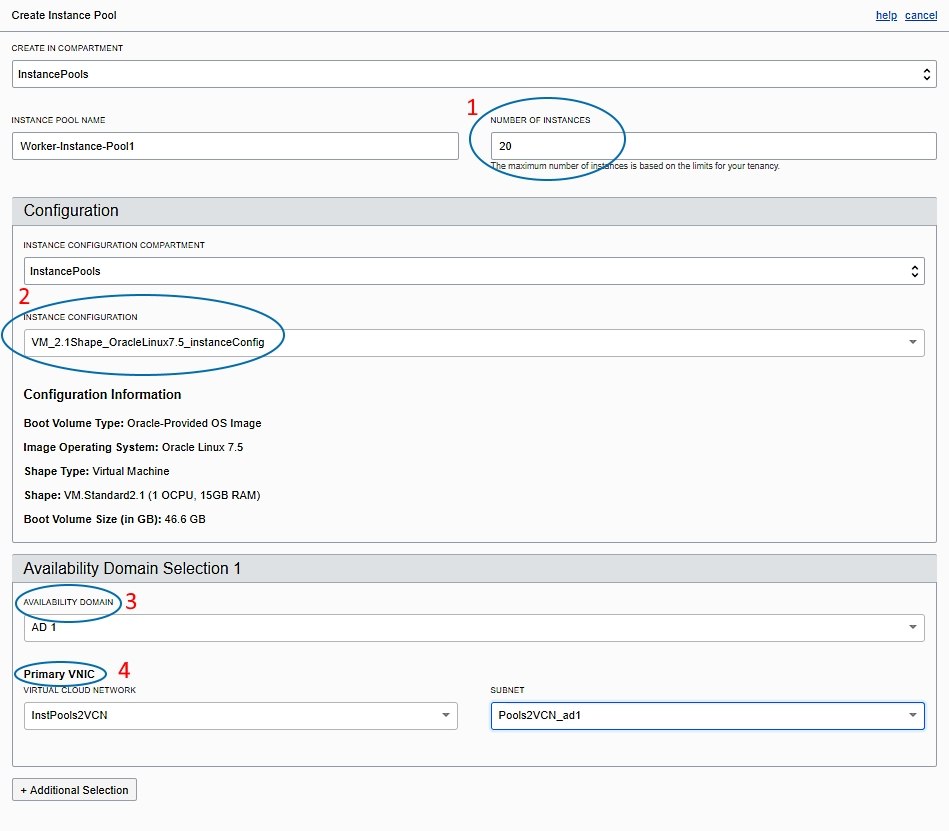 Create Instance Pool
help cancel
CREATE IN COMPARTMENT
InstancePools
INSTANCE POOL NAME
Worker-Instance-Pool1
1
NUMBER OF INSTANCES
20
The maximum number of instances is based on the limits for your tenancy.
Configuration
INSTANCE CONFIGURATION COMPARTMENT
InstancePools
2
INSTANCE CONFIGURATION
VM_2.1Shape_OracleLinux7.5_instanceConfig
Configuration Information
Boot Volume Type: Oracle-Provided OS Image
Image Operating System: Oracle Linux 7.5
Shape Type: Virtual Machine
Shape: VM.Standard2.1 (1 OCPU, 15GB RAM)
Boot Volume Size (in GB): 46.6 GB
Availability Domain Selection 1
AVAILABILITY DOMAIN 3
AD 1
Primary VNIC 4
VIRTUAL CLOUD NETWORK
InstPools2VCN
SUBNET
Pools2VCN_ad1
+ Additional Selection